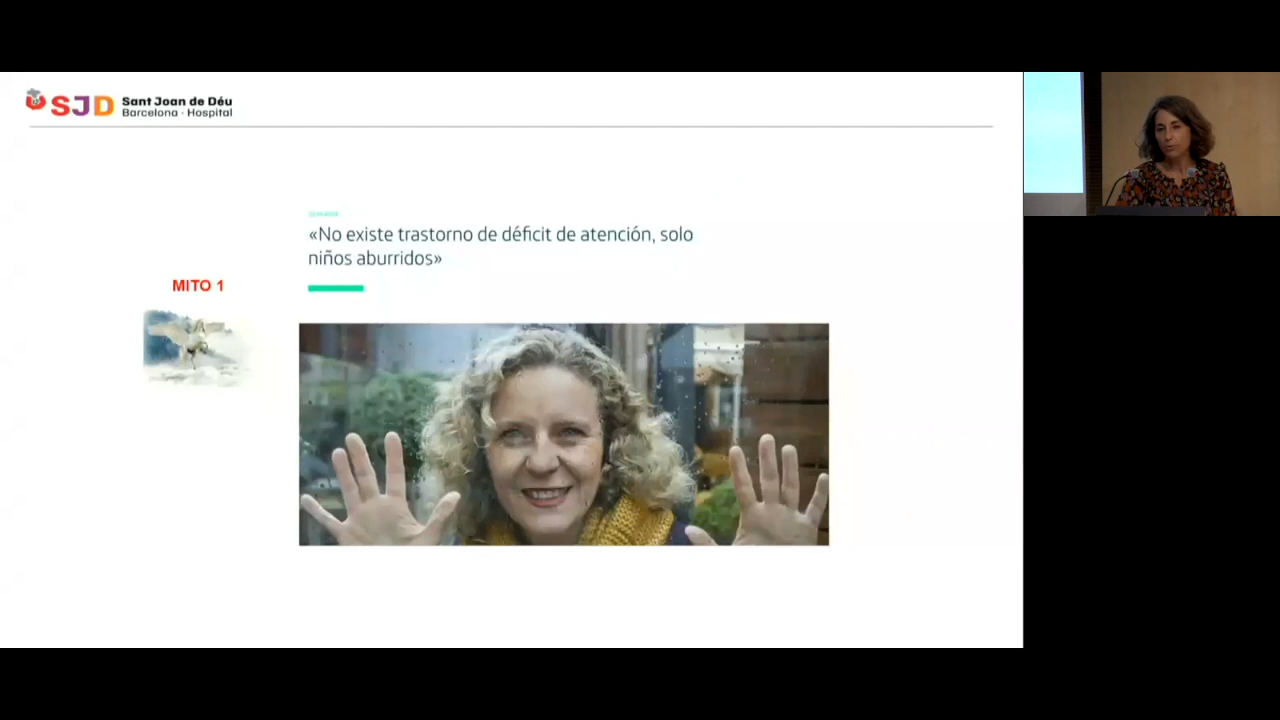 SJD Sant Joan de Déu
Barcelona · Hospital
«No existe trastorno de déficit de atención, solo
niños aburridos»
MITO 1